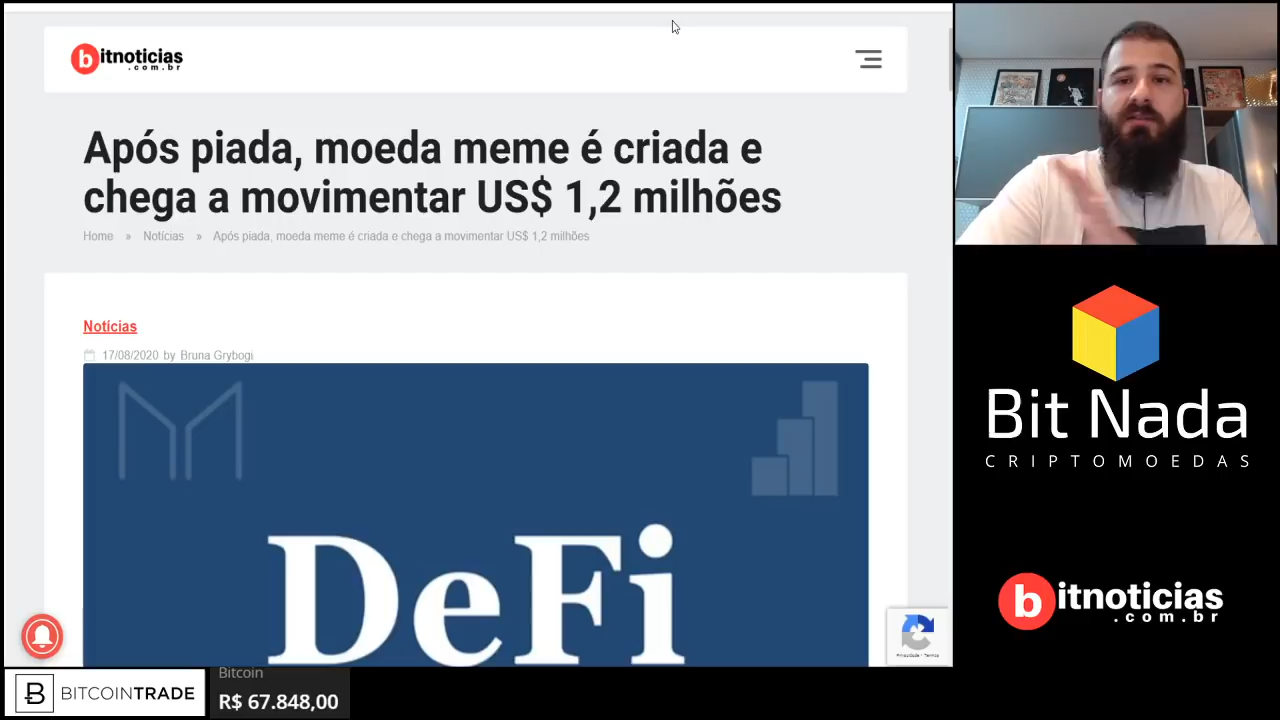 bitnoticias
.com.br
Após piada, moeda meme é criada e
chega a movimentar US$ 1,2 milhões
Home » Notícias » Após piada, moeda meme é criada e chega a movimentar US$ 1,2 milhões
Notícias
17/08/2020 by Bruna Grybogi
DeFi
Privacidade - Termos
Bit Nada
CRIPTOMOEDAS
bitnoticias
.com.br
BITCOINTRADE
Bitcoin
R$ 67.848,00